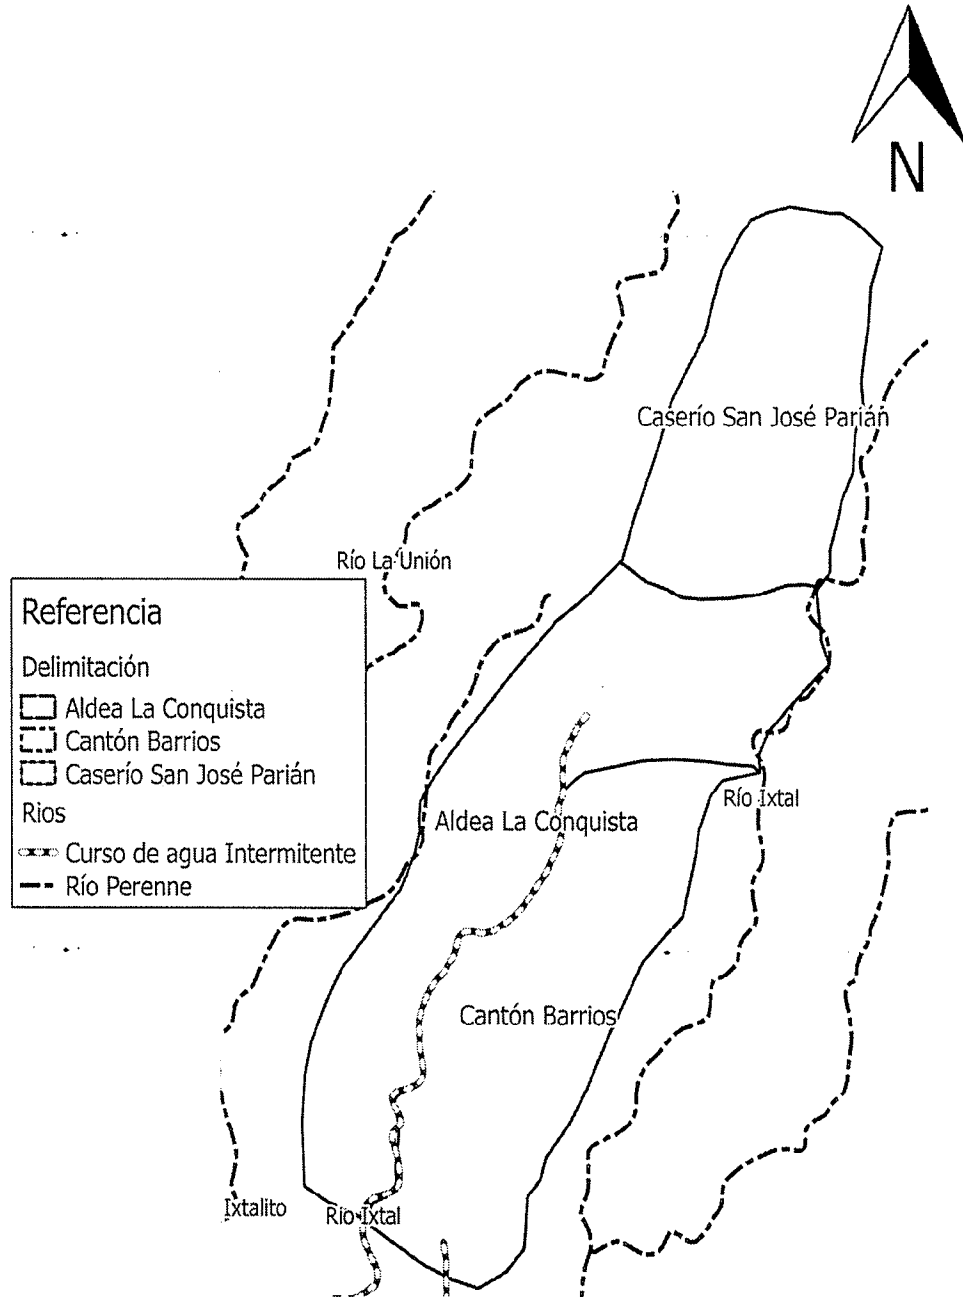 N
Caserío San José Parián
Río La Unión
Referencia
Delimitación
Aldea La Conquista
Cantón Barrios
Caserío San José Parián
Rios
Curso de agua Intermitente
Río Perenne
Río Ixtal
Aldea La Conquista
Cantón Barrios
Ixtalito
Río Ixtal